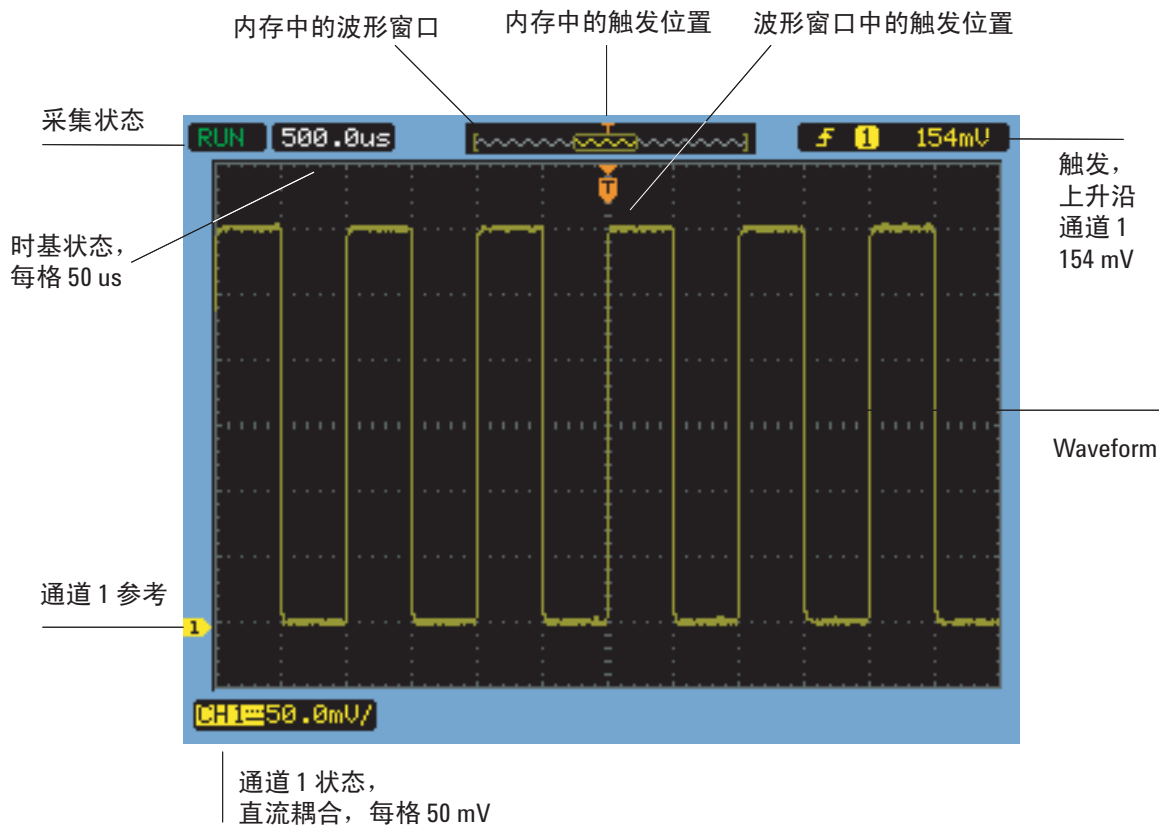 内存中的波形窗口
内存中的触发位置
波形窗口中的触发位置
采集状态
RUN
500.0us
T
1
154mV
T
触发，
上升沿
通道 1
154 mV
时基状态，
每格 50 us
Waveform
通道 1 参考
1
CH1 50.0mV/
通道 1 状态，
直流耦合，每格 50 mV